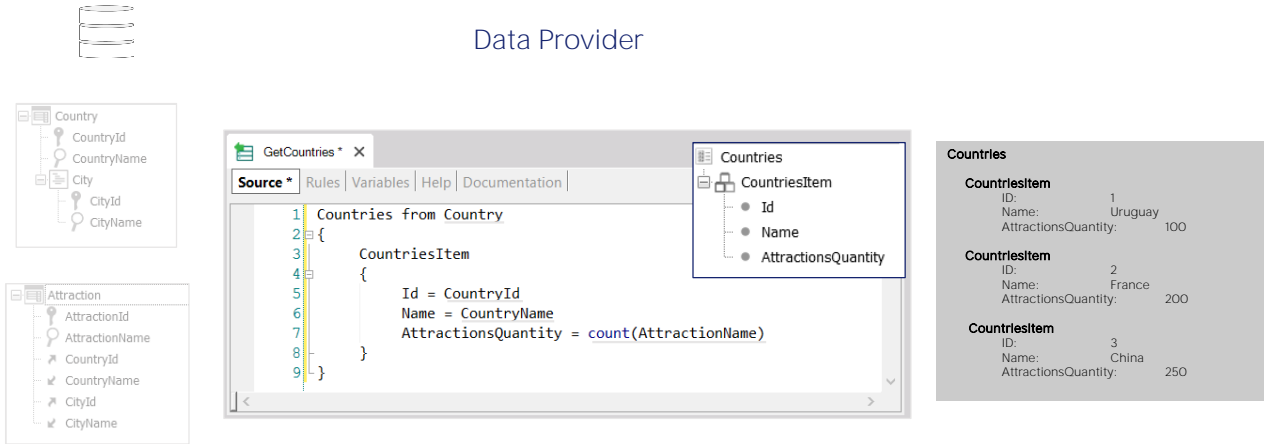 Data Provider
Country
CountryId
CountryName
City
CityId
CityName
Attraction
AttractionId
AttractionName
CountryId
CountryName
CityId
CityName
GetCountries *
Source * Rules Variables Help Documentation
1 Countries from Country
2 {
3 CountriesItem
4 {
5 Id = CountryId
6 Name = CountryName
7 AttractionsQuantity = count(AttractionName)
8 }
9 }
Countries
CountriesItem
Id
Name
AttractionsQuantity
Countries
CountriesItem
ID: 1
Name: Uruguay
AttractionsQuantity: 100
CountriesItem
ID: 2
Name: France
AttractionsQuantity: 200
CountriesItem
ID: 3
Name: China
AttractionsQuantity: 250